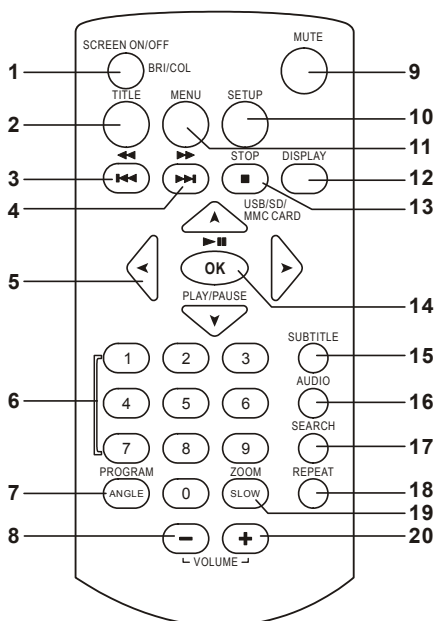 SCREEN ON/OFF
MUTE
1
BRI/COL
9
TITLE
MENU
SETUP
2
10
11
STOP
DISPLAY
3
12
4
USB/SD/
MMC CARD
13
5
OK
14
PLAY/PAUSE
SUBTITLE
1
2
3
15
AUDIO
6
4
5
6
16
SEARCH
7
8
9
17
PROGRAM
ZOOM
REPEAT
7
ANGLE
0
SLOW
18
19
8
−
+
20
VOLUME